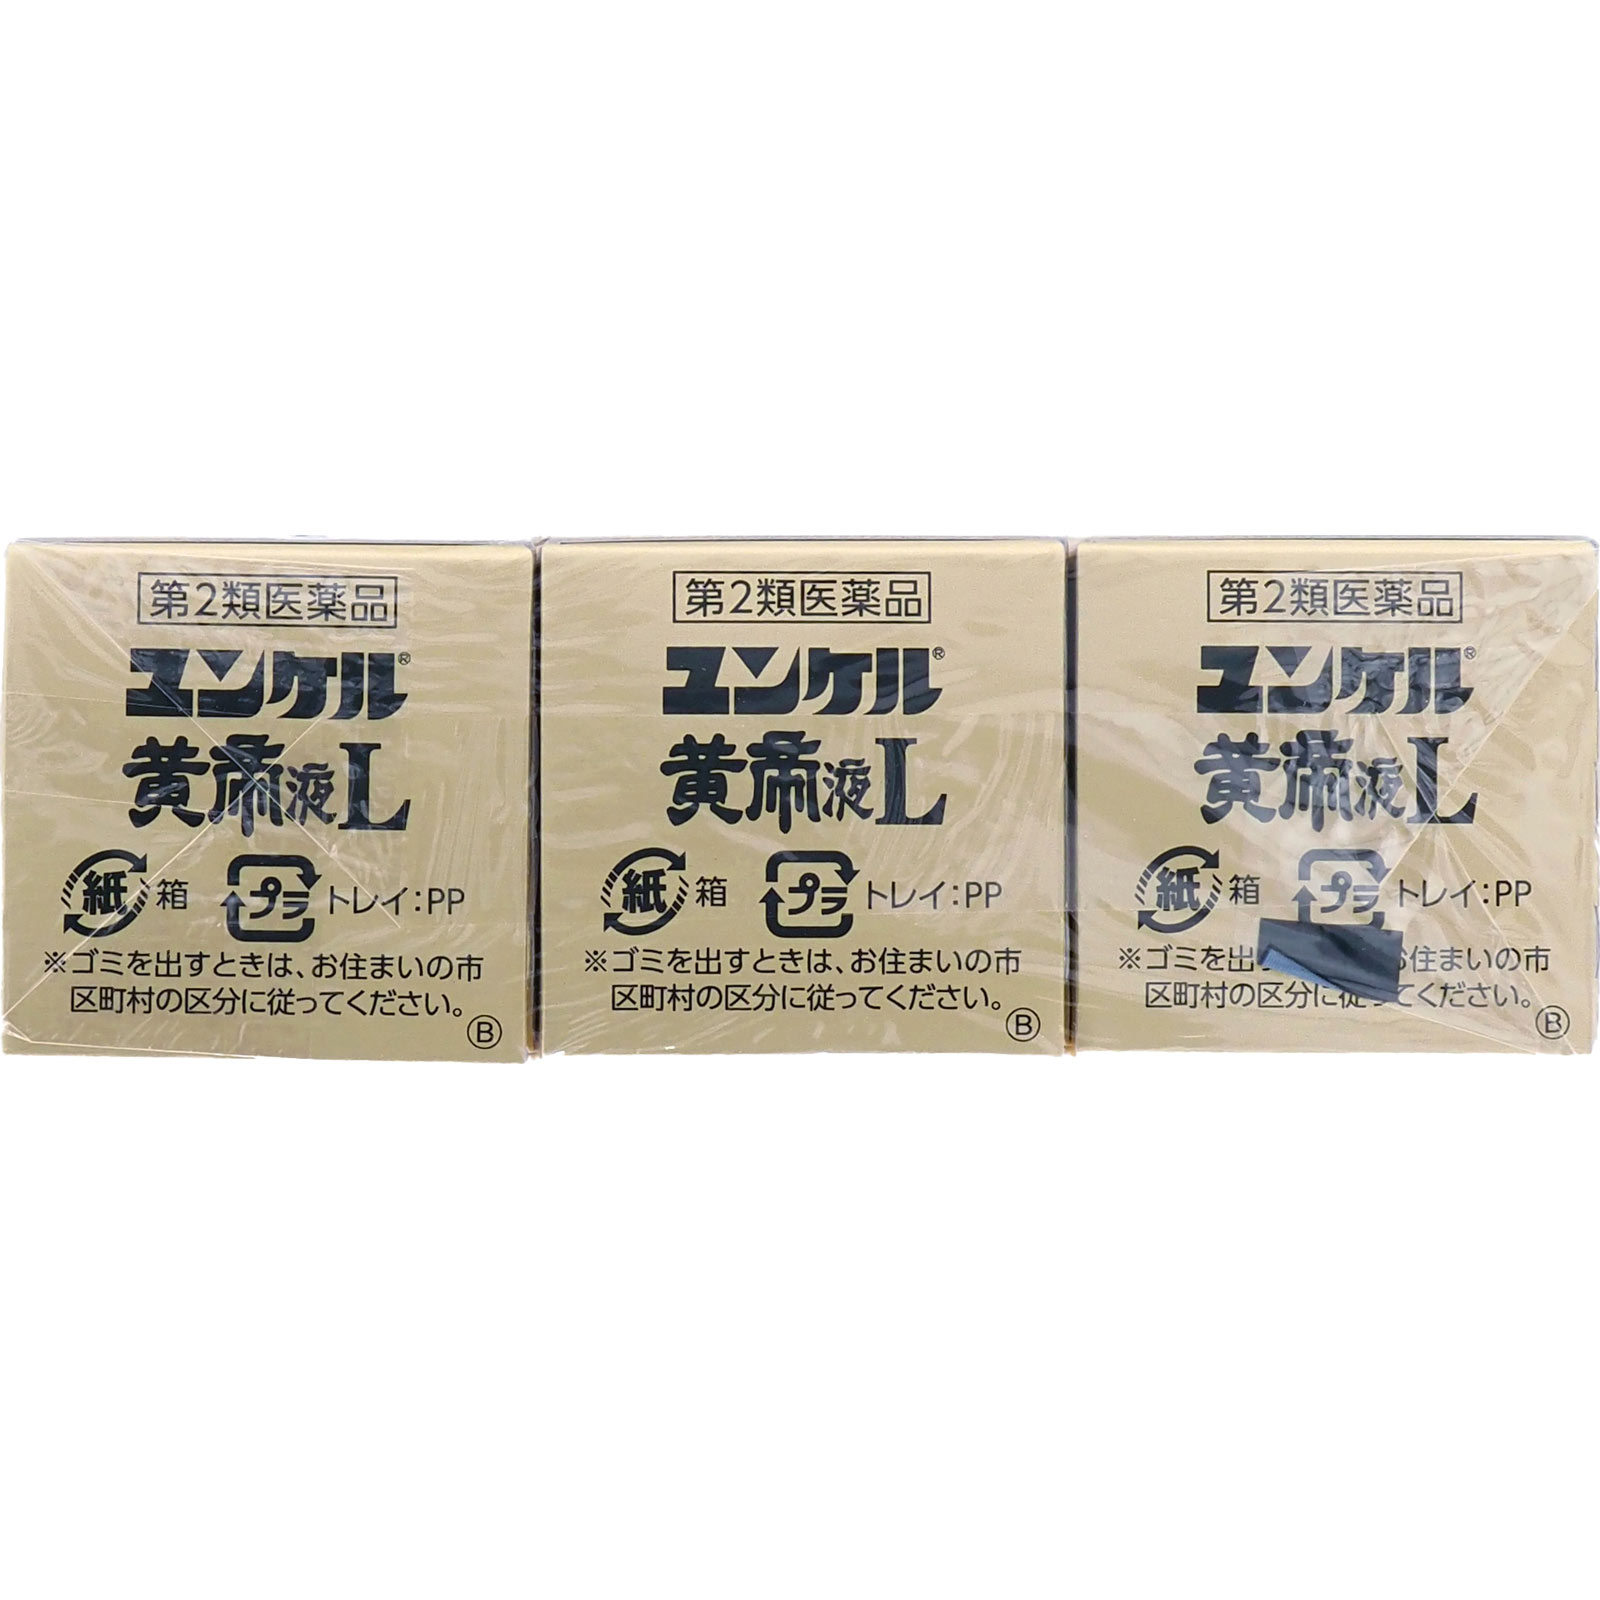 第2類医薬品
ユンケル®
黄帝液L
紙 箱 プラ トレイ:PP
※ゴミを出すときは、お住まいの市
区町村の区分に従ってください。
B
第2類医薬品
ユンケル®
黄帝液L
紙 箱 プラ トレイ:PP
※ゴミを出すときは、お住まいの市
区町村の区分に従ってください。
B
第2類医薬品
ユンケル®
黄帝液L
紙 箱 プラ トレイ:PP
※ゴミを出 お住まいの市
区町村の区分に従ってください。
B